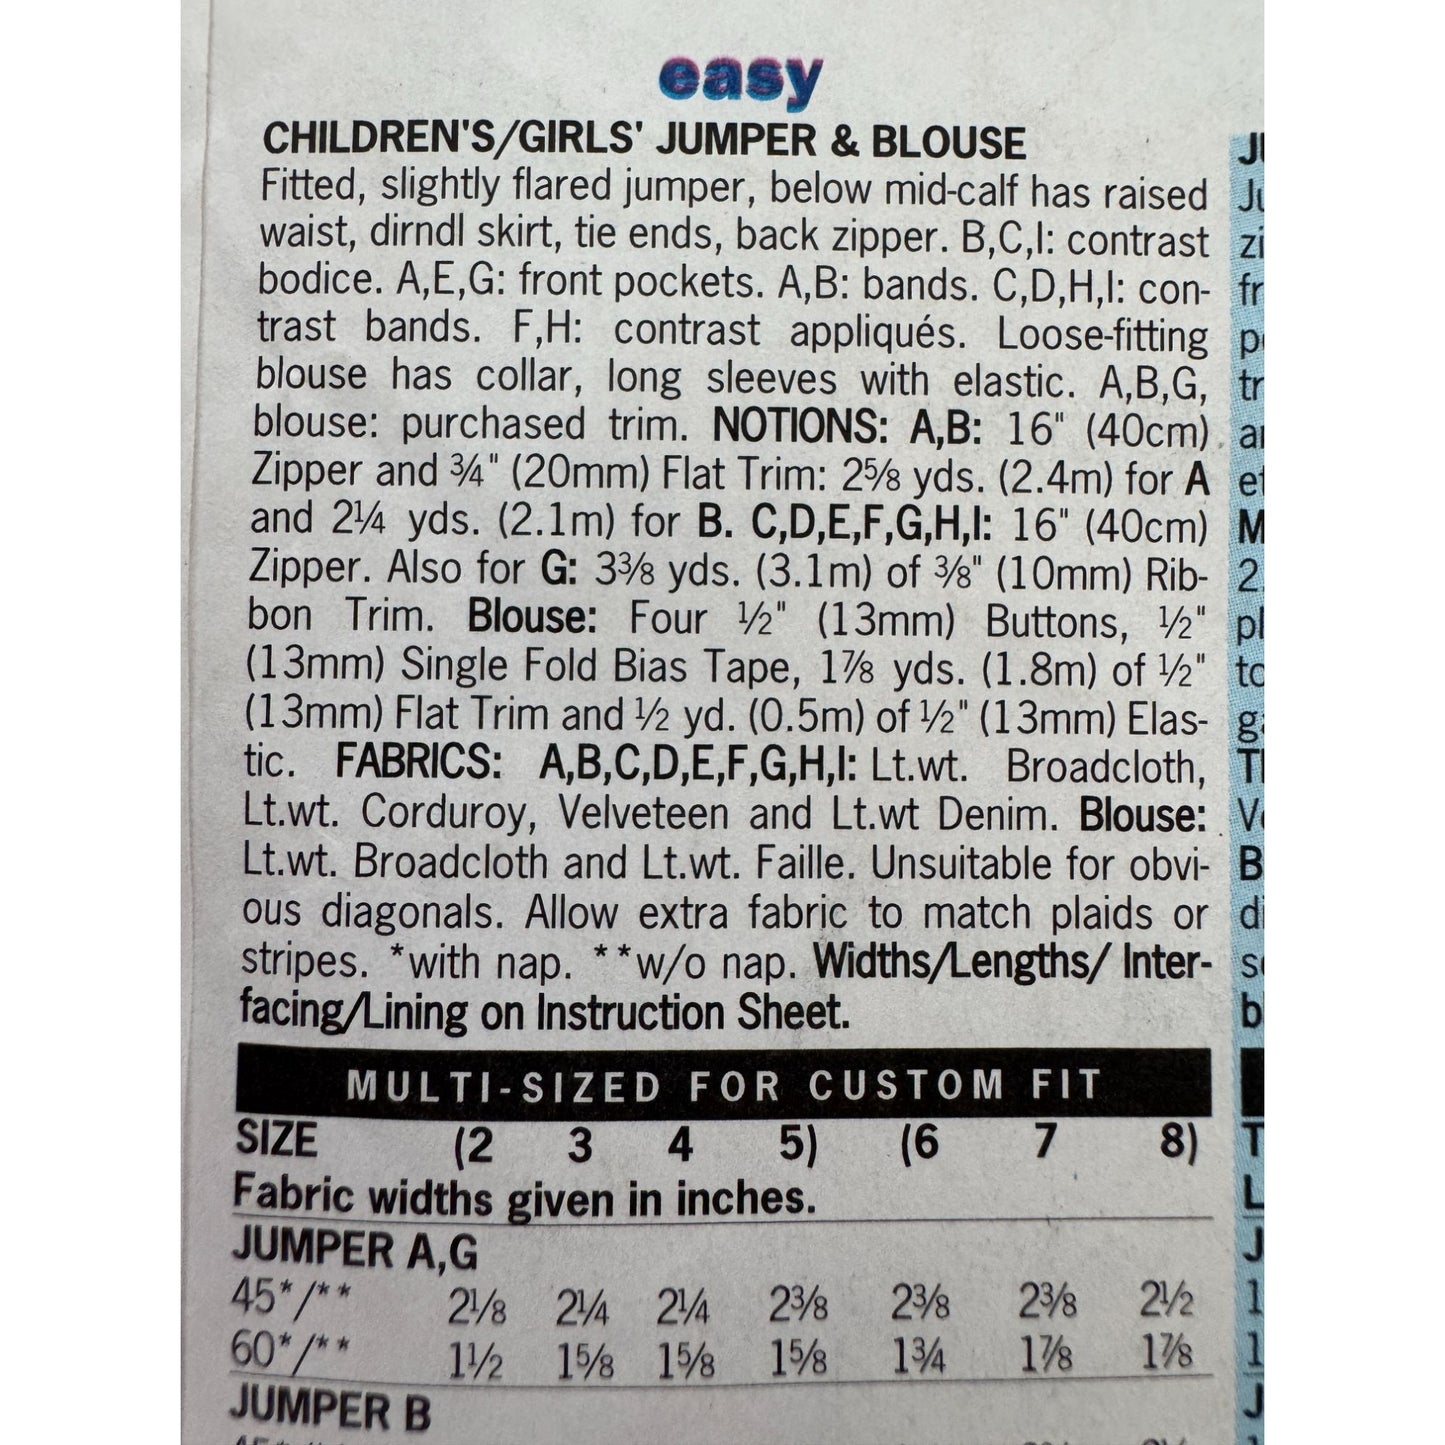 easy
CHILDREN'S/GIRLS' JUMPER & BLOUSE
Fitted, slightly flared jumper, below mid-calf has raised
waist, dirndl skirt, tie ends, back zipper. B,C,I: contrast
bodice. A,E,G: front pockets. A,B: bands. C,D,H,I: con-
trast bands. F,H: contrast appliqués. Loose-fitting
blouse has collar, long sleeves with elastic. A,B,G,
blouse: purchased trim. NOTIONS: A,B: 16" (40cm)
Zipper and ¾" (20mm) Flat Trim: 2⅝ yds. (2.4m) for A
and 2¼ yds. (2.1m) for B. C,D,E,F,G,H,I: 16" (40cm)
Zipper. Also for G: 3⅜ yds. (3.1m) of ⅜" (10mm) Rib-
bon Trim. Blouse: Four ½" (13mm) Buttons, ½"
(13mm) Single Fold Bias Tape, 1⅞ yds. (1.8m) of ½"
(13mm) Flat Trim and ½ yd. (0.5m) of ½" (13mm) Elas-
tic. FABRICS: A,B,C,D,E,F,G,H,I: Lt.wt. Broadcloth,
Lt.wt. Corduroy, Velveteen and Lt.wt Denim. Blouse:
Lt.wt. Broadcloth and Lt.wt. Faille. Unsuitable for obvi-
ous diagonals. Allow extra fabric to match plaids or
stripes. *with nap. **w/o nap. Widths/Lengths/ Inter-
facing/Lining on Instruction Sheet.
MULTI-SIZED FOR CUSTOM FIT
SIZE (2 3 4 5) (6 7 8)
Fabric widths given in inches.
JUMPER A,G
45*/** 2⅛ 2¼ 2¼ 2⅜ 2⅜ 2⅜ 2½
60*/** 1½ 1⅝ 1⅝ 1⅝ 1¾ 1⅞ 1⅞
JUMPER B